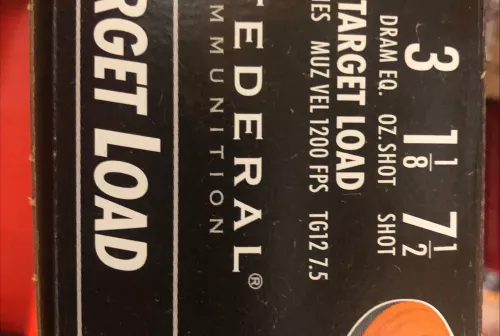 3 1 1/8 7 1/2
DRAM EQ. OZ.SHOT SHOT
TARGET LOAD
MUZ VEL 1200 FPS TG12 7.5
FEDERAL®
AMMUNITION
TARGET LOAD